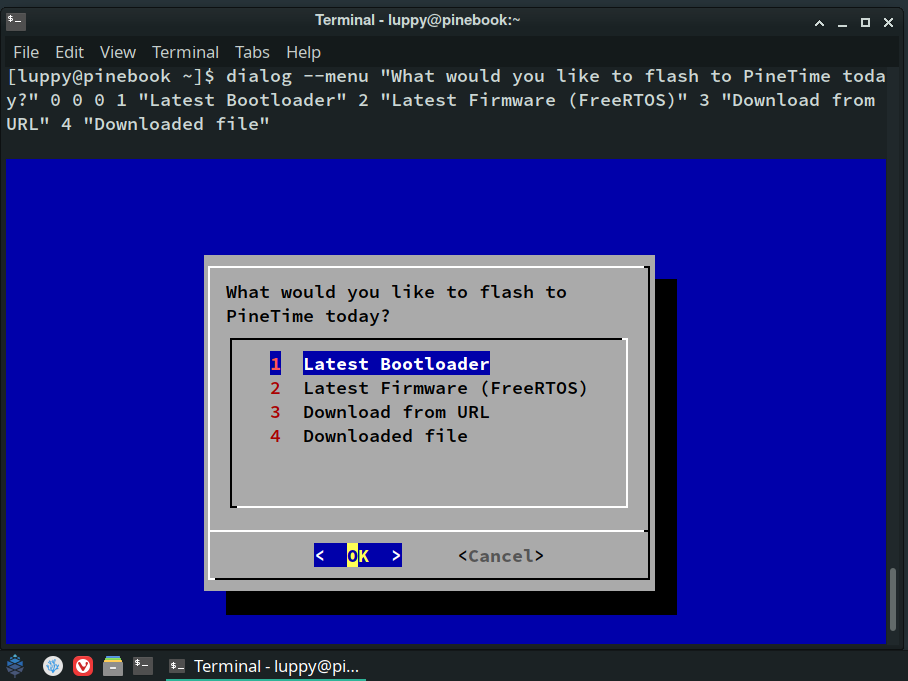 Terminal - luppy@pinebook:~
File Edit View Terminal Tabs Help
[luppy@pinebook ~]$ dialog --menu "What would you like to flash to PineTime toda
y?" 0 0 0 1 "Latest Bootloader" 2 "Latest Firmware (FreeRTOS)" 3 "Download from
URL" 4 "Downloaded file"
What would you like to flash to
PineTime today?
1 Latest Bootloader
2 Latest Firmware (FreeRTOS)
3 Download from URL
4 Downloaded file
< OK > <Cancel>
Terminal - luppy@pi...